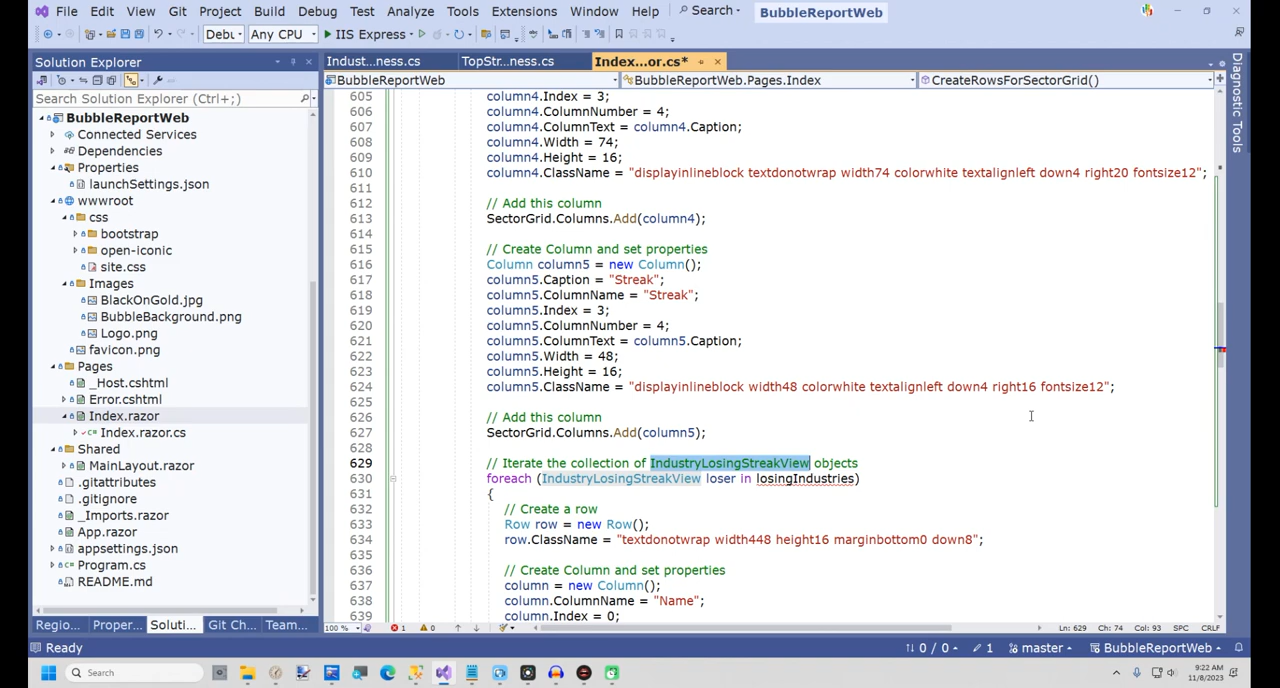 File Edit View Git Project Build Debug Test Analyze Tools Extensions Window Help Search BubbleReportWeb
Debu Any CPU IIS Express
Solution Explorer
Indust...ness.cs TopStr...ness.cs Index...or.cs*
BubbleReportWeb BubbleReportWeb.Pages.Index CreateRowsForSectorGrid()
Search Solution Explorer (Ctrl+;)
BubbleReportWeb
Connected Services
Dependencies
Properties
launchSettings.json
wwwroot
css
bootstrap
open-iconic
site.css
Images
BlackOnGold.jpg
BubbleBackground.png
Logo.png
favicon.png
Pages
_Host.cshtml
Error.cshtml
Index.razor
Index.razor.cs
Shared
MainLayout.razor
.gitattributes
.gitignore
_Imports.razor
App.razor
appsettings.json
Program.cs
README.md
Regio... Proper... Soluti... Git Ch... Team...
605 column4.Index = 3;
606 column4.ColumnNumber = 4;
607 column4.ColumnText = column4.Caption;
608 column4.Width = 74;
609 column4.Height = 16;
610 column4.ClassName = "displayinlineblock textdonotwrap width74 colorwhite textalignleft down4 right20 fontsize12";
611
612 // Add this column
613 SectorGrid.Columns.Add(column4);
614
615 // Create Column and set properties
616 Column column5 = new Column();
617 column5.Caption = "Streak";
618 column5.ColumnName = "Streak";
619 column5.Index = 3;
620 column5.ColumnNumber = 4;
621 column5.ColumnText = column5.Caption;
622 column5.Width = 48;
623 column5.Height = 16;
624 column5.ClassName = "displayinlineblock width48 colorwhite textalignleft down4 right16 fontsize12";
625
626 // Add this column
627 SectorGrid.Columns.Add(column5);
628
629 // Iterate the collection of IndustryLosingStreakView objects
630 foreach (IndustryLosingStreakView loser in losingIndustries)
631 {
632 // Create a row
633 Row row = new Row();
634 row.ClassName = "textdonotwrap width448 height16 marginbottom0 down8";
635
636 // Create Column and set properties
637 column = new Column();
638 column.ColumnName = "Name";
639 column.Index = 0;
Diagnostic Tools
100 % 1 0 Ln: 629 Ch: 74 Col: 93 SPC CRLF
Ready 0 / 0 1 master BubbleReportWeb
Search
9:22 AM
11/8/2023